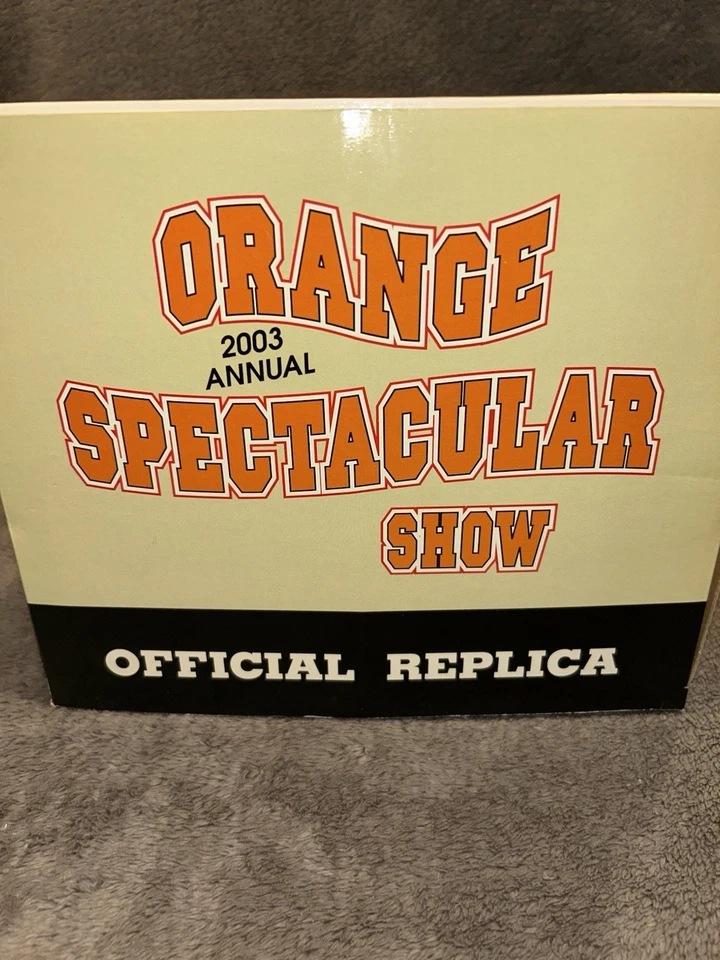 ORANGE
2003
ANNUAL
SPECTACULAR
SHOW
OFFICIAL REPLICA